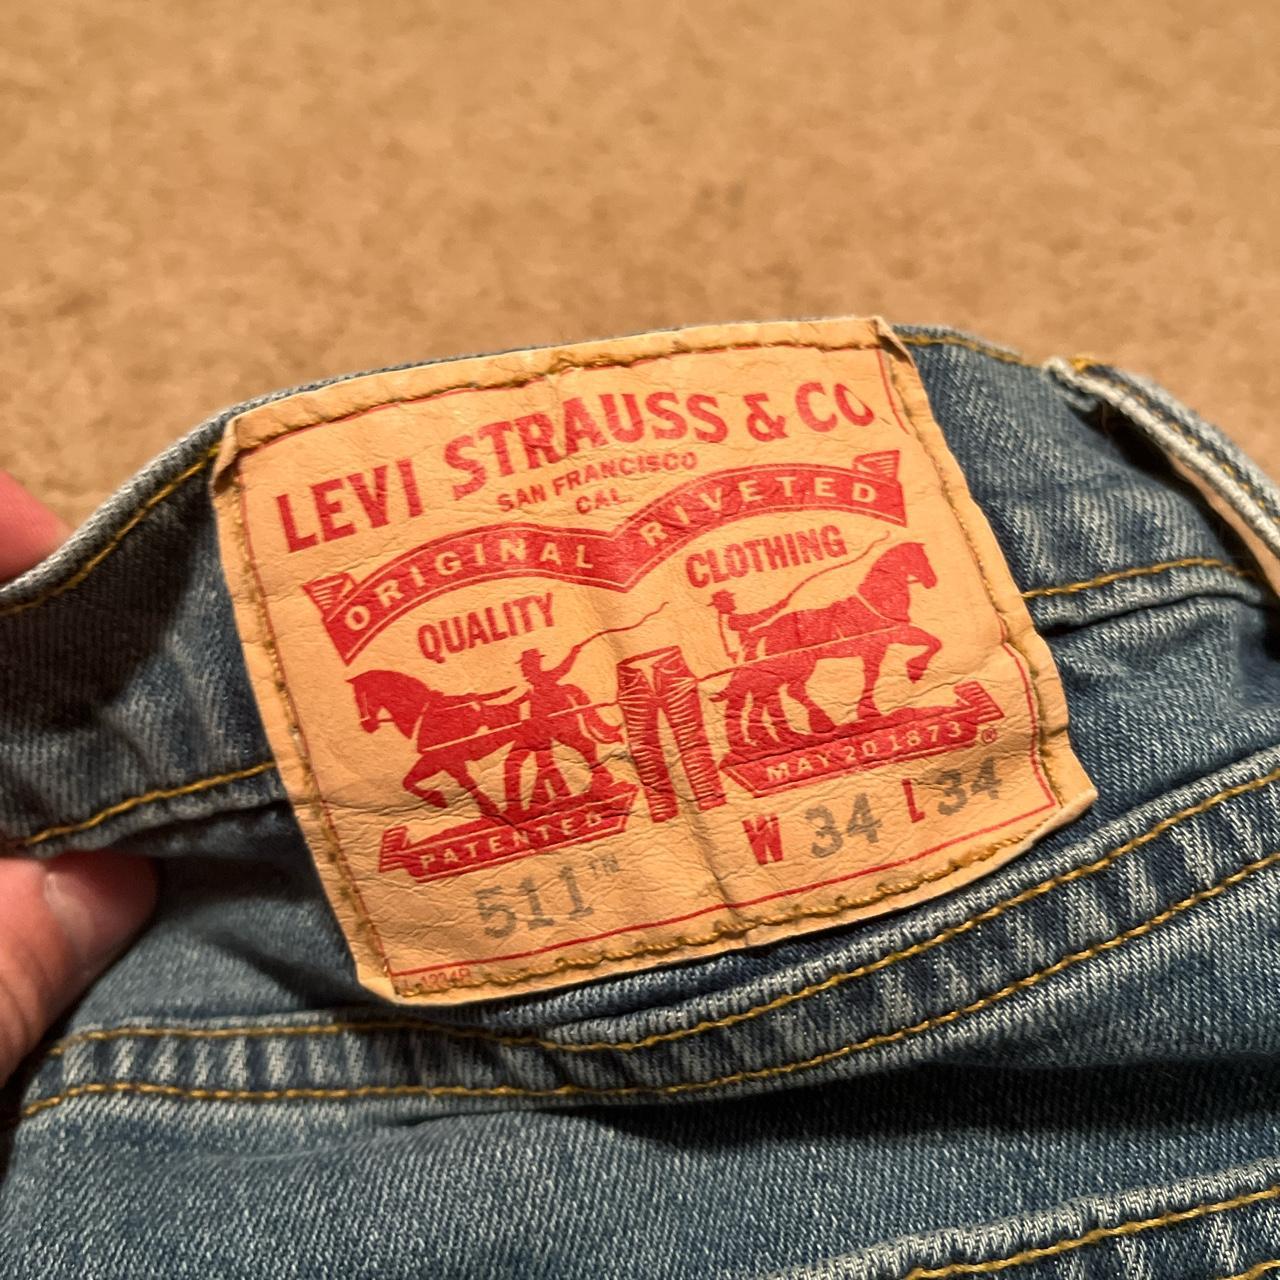 LEVI STRAUSS & CO
SAN FRANCISCO
CAL.
ORIGINAL RIVETED
QUALITY CLOTHING
PATENTED MAY 20 1873 ®
511™ W 34 L 34